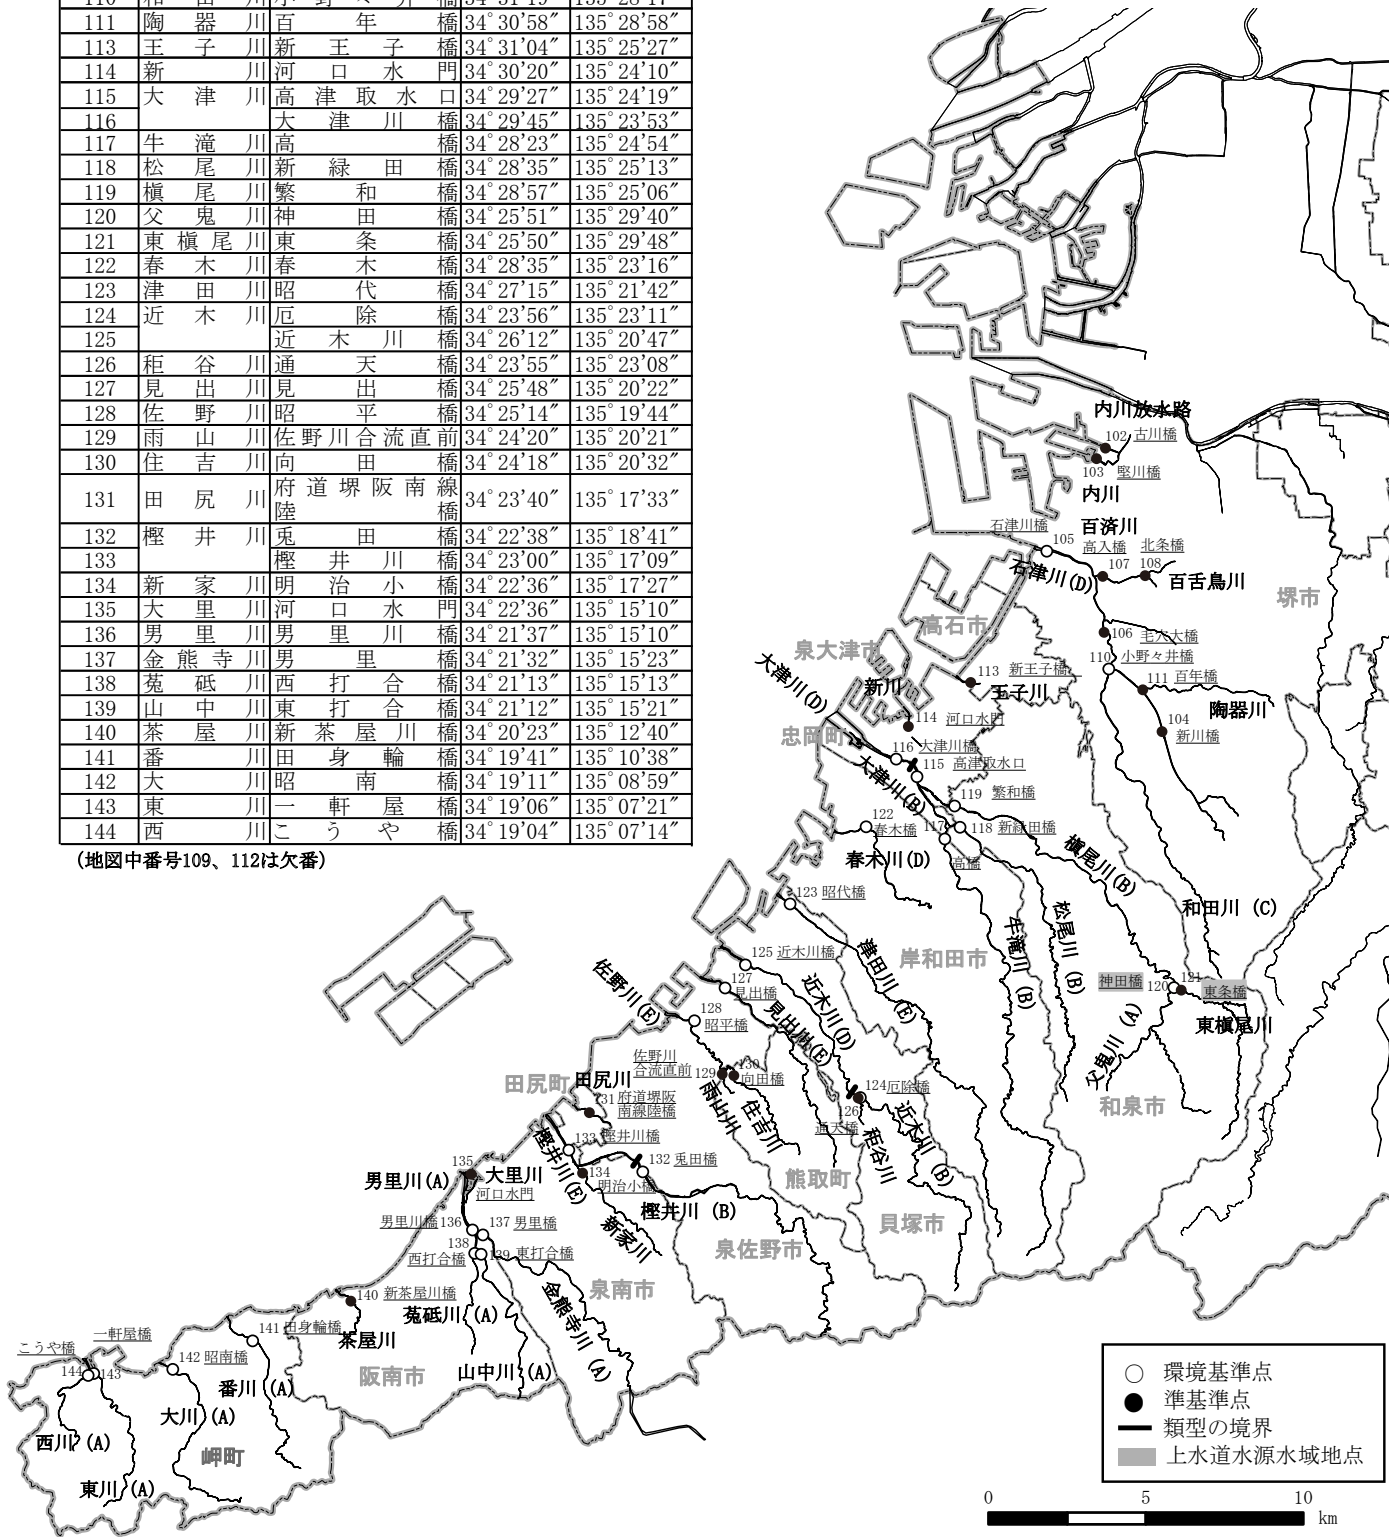 111 陶器川 百年橋 34°30’58” 135°28’58”
113 王子川 新王子橋 34°31’04” 135°25’27”
114 新川 河口水門 34°30’20” 135°24’10”
115 大津川 高津取水口 34°29’27” 135°24’19”
116 大津川橋 34°29’45” 135°23’53”
117 牛滝川 高橋 34°28’23” 135°24’54”
118 松尾川 新緑田橋 34°28’35” 135°25’13”
119 槇尾川 繁和橋 34°28’57” 135°25’06”
120 父鬼川 神田橋 34°25’51” 135°29’40”
121 東槇尾川 東条橋 34°25’50” 135°29’48”
122 春木川 春木橋 34°28’35” 135°23’16”
123 津田川 昭代橋 34°27’15” 135°21’42”
124 近木川 厄除橋 34°23’56” 135°23’11”
125 近木川橋 34°26’12” 135°20’47”
126 秬谷川 通天橋 34°23’55” 135°23’08”
127 見出川 見出橋 34°25’48” 135°20’22”
128 佐野川 昭平橋 34°25’14” 135°19’44”
129 雨山川 佐野川合流直前 34°24’20” 135°20’21”
130 住吉川 向田橋 34°24’18” 135°20’32”
131 田尻川 府道堺阪南線陸橋 34°23’40” 135°17’33”
132 樫井川 兎田橋 34°22’38” 135°18’41”
133 樫井川橋 34°23’00” 135°17’09”
134 新家川 明治小橋 34°22’36” 135°17’27”
135 大里川 河口水門 34°22’36” 135°15’10”
136 男里川 男里川橋 34°21’37” 135°15’10”
137 金熊寺川 男里橋 34°21’32” 135°15’23”
138 菟砥川 西打合橋 34°21’13” 135°15’13”
139 山中川 東打合橋 34°21’12” 135°15’21”
140 茶屋川 新茶屋川橋 34°20’23” 135°12’40”
141 番川 田身輪橋 34°19’41” 135°10’38”
142 大川 昭南橋 34°19’11” 135°08’59”
143 東川 一軒屋橋 34°19’06” 135°07’21”
144 西川 こうや橋 34°19’04” 135°07’14”
(地図中番号109、112は欠番)
内川放水路
102 古川橋
103 堅川橋
内川
石津川橋
105
百済川
高入橋
北条橋
107
108
石津川(D)
百舌鳥川
堺市
高石市
106 毛穴大橋
110 小野々井橋
111 百年橋
陶器川
104
新川橋
泉大津市
大津川(D)
新川
113 新王子橋
王子川
114 河口水門
忠岡町
116 大津川橋
115 高津取水口
大津川(B)
119 繁和橋
122
春木橋
117
118 新緑田橋
高橋
春木川(D)
槇尾川(B)
和田川 (C)
123 昭代橋
牛滝川(B)
松尾川 (B)
125 近木川橋
津田川(E)
岸和田市
神田橋
120
121
東条橋
東槇尾川
父鬼川 (A)
和泉市
127
見出橋
近木川(D)
佐野川(E)
128
昭平橋
見出川(E)
佐野川
合流直前
129
130
向田橋
雨山川
住吉川
124 厄除橋
126
通天橋
秬谷川
近木川 (B)
田尻町
田尻川
131 府道堺阪
南線陸橋
133 樫井川橋
樫井川(E)
132 兎田橋
134
明治小橋
樫井川 (B)
新家川
熊取町
貝塚市
泉佐野市
泉南市
135
大里川
男里川(A)
河口水門
男里川橋 136
137 男里橋
138
西打合橋
139 東打合橋
金熊寺川 (A)
菟砥川 (A)
山中川 (A)
140 新茶屋川橋
茶屋川
阪南市
141 田身輪橋
一軒屋橋
こうや橋
144
143
142 昭南橋
番川 (A)
大川 (A)
西川 (A)
岬町
東川 (A)
環境基準点
準基準点
類型の境界
上水道水源水域地点
0 5 10
km